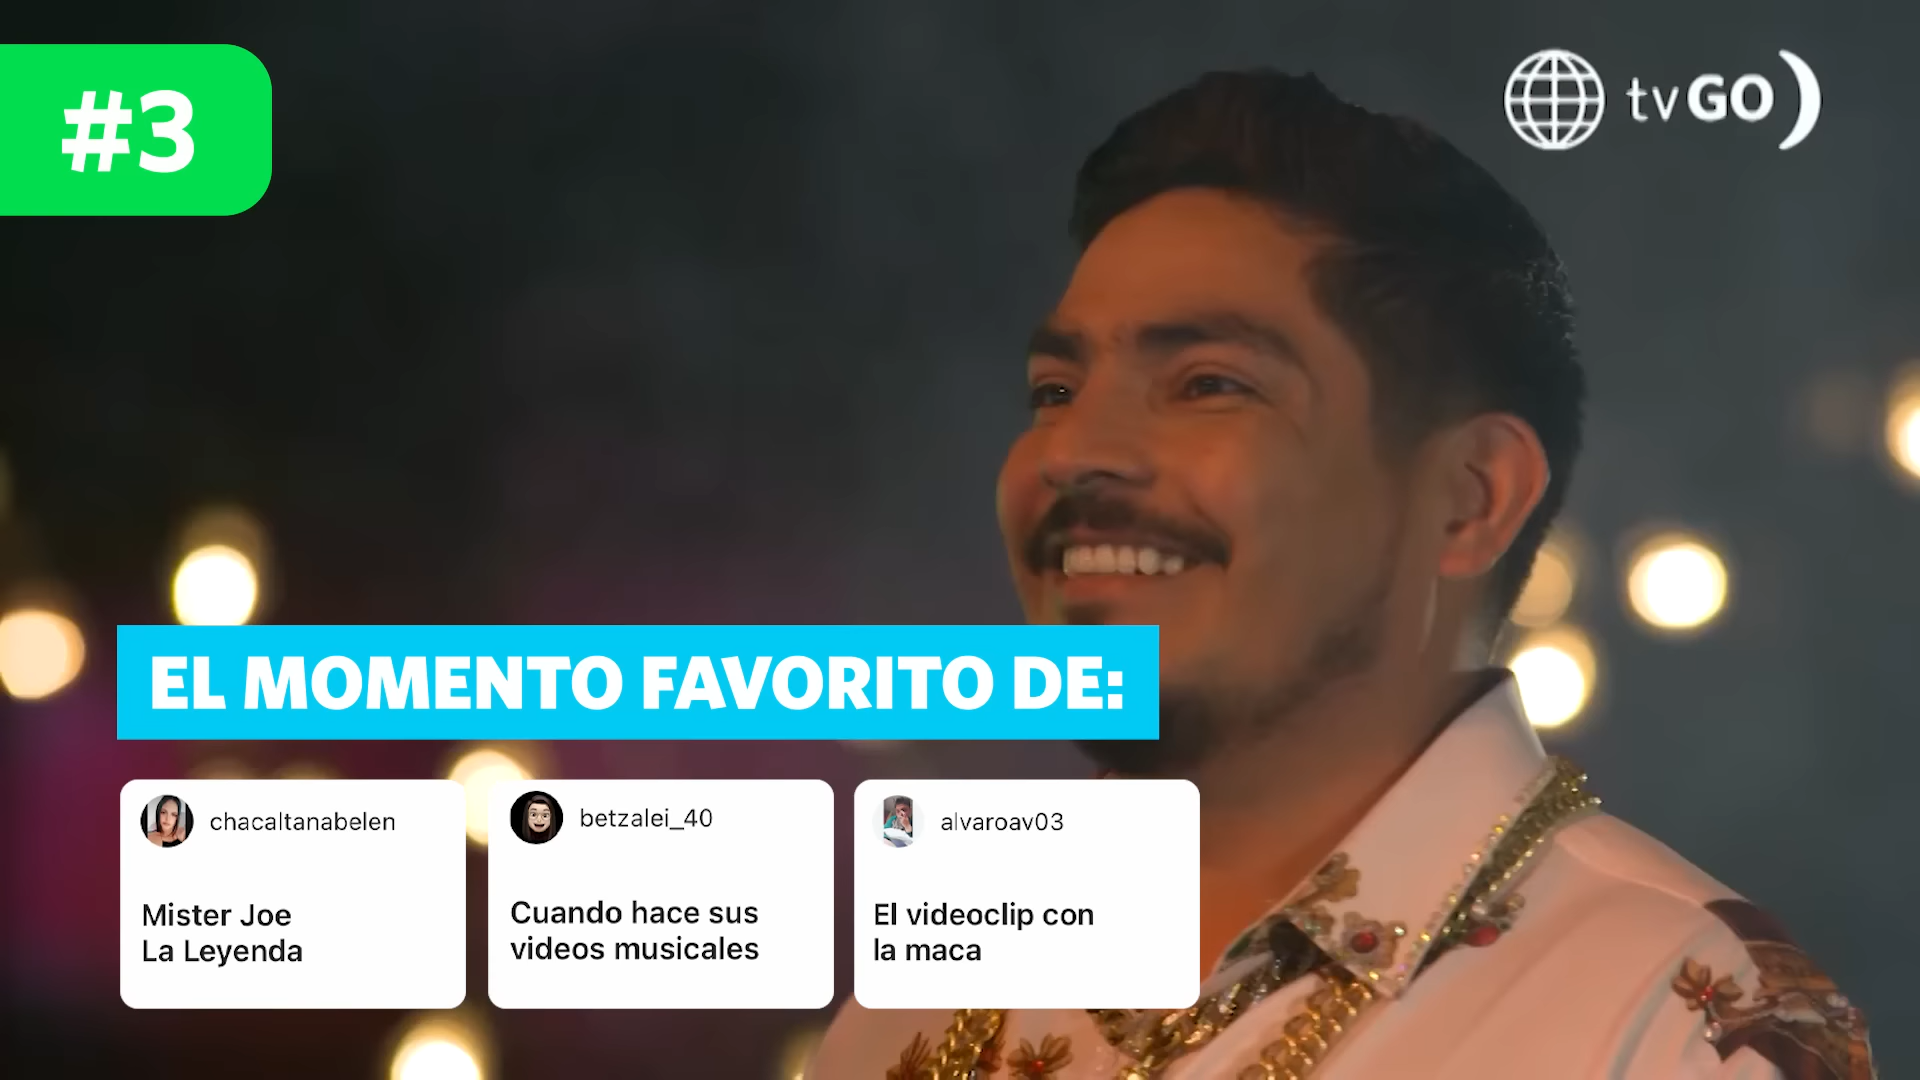 #3
tvGO
EL MOMENTO FAVORITO DE:
chacaltanabelen
Mister Joe
La Leyenda
betzalei_40
Cuando hace sus
videos musicales
alvaroav03
El videoclip con
la maca